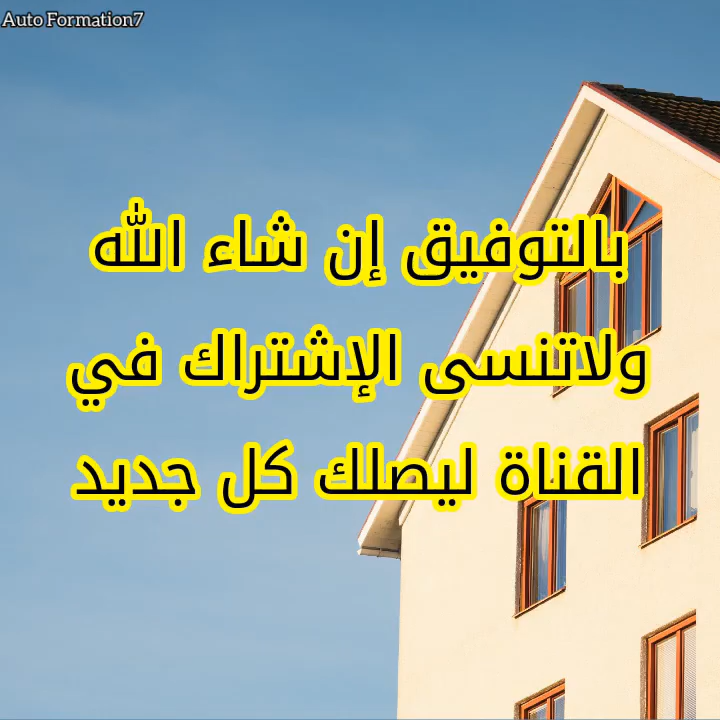 Auto Formation7
بالتوفيق إن شاء الله
ولاتنسى الإشتراك في
القناة ليصلك كل جديد